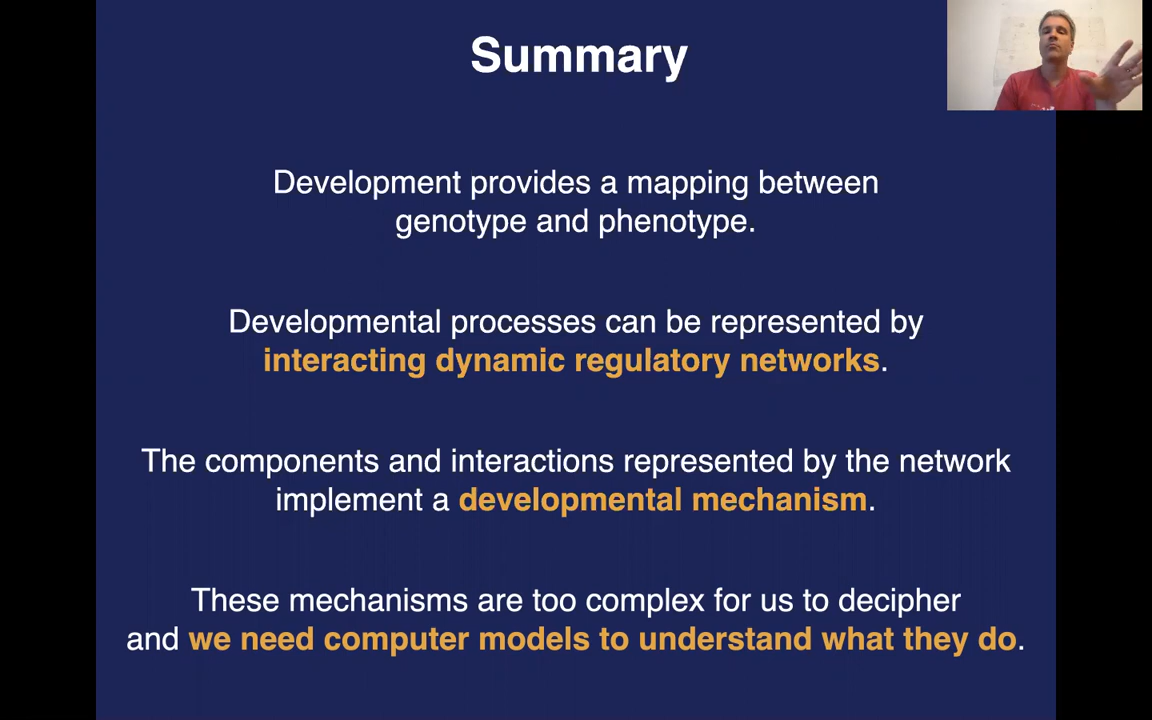 Summary
Development provides a mapping between
genotype and phenotype.
Developmental processes can be represented by
interacting dynamic regulatory networks.
The components and interactions represented by the network
implement a developmental mechanism.
These mechanisms are too complex for us to decipher
and we need computer models to understand what they do.